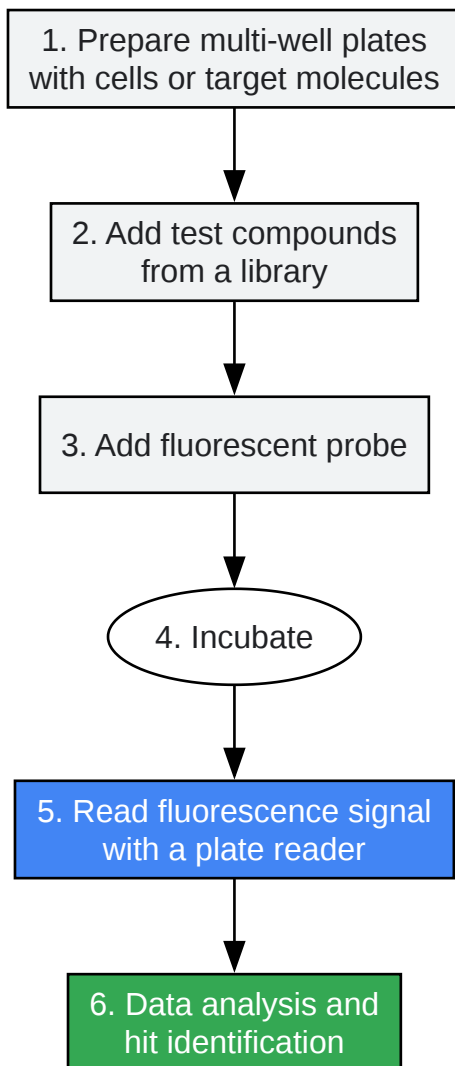 1. Prepare multi-well plates
with cells or target molecules
2. Add test compounds
from a library
3. Add fluorescent probe
4. Incubate
5. Read fluorescence signal
with a plate reader
6. Data analysis and
hit identification